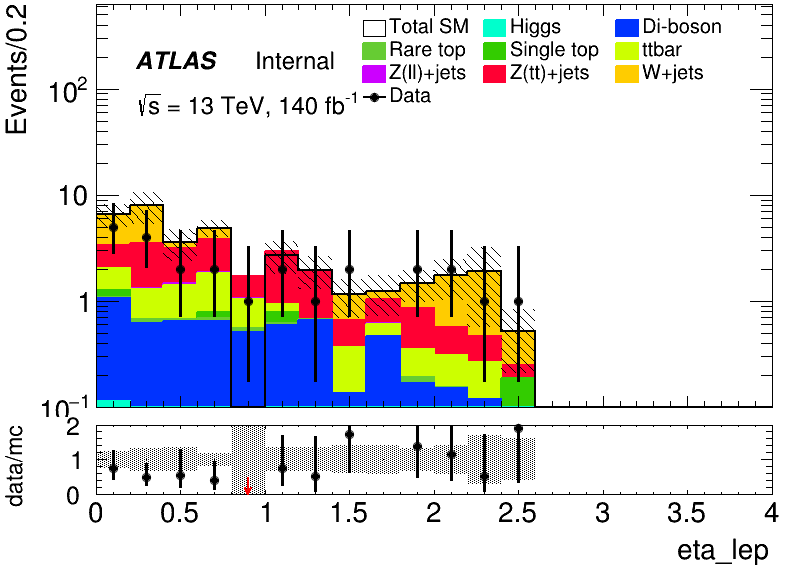 Events/0.2
ATLAS Internal
√s = 13 TeV, 140 fb⁻¹
Total SM Higgs Di-boson
Rare top Single top ttbar
Z(ll)+jets Z(tt)+jets W+jets
Data
10²
10
1
10⁻¹
data/mc
2
1
0
0 0.5 1 1.5 2 2.5 3 3.5 4
eta_lep